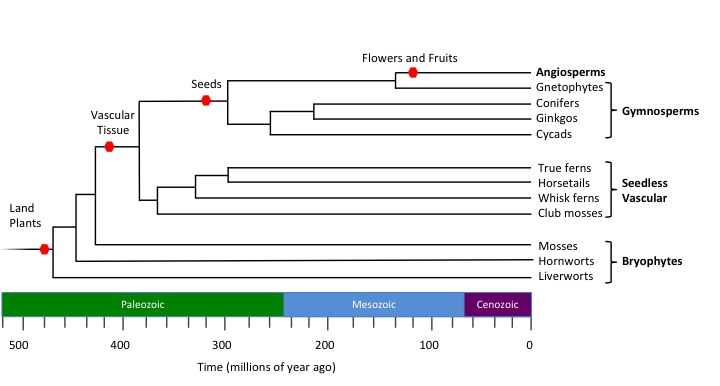 Flowers and Fruits
Angiosperms
Seeds
Gnetophytes
Conifers
Gymnosperms
Vascular
Tissue
Ginkgos
Cycads
True ferns
Horsetails
Seedless
Vascular
Whisk ferns
Club mosses
Land
Plants
Mosses
Hornworts
Bryophytes
Liverworts
Paleozoic Mesozoic Cenozoic
500 400 300 200 100 0
Time (millions of year ago)